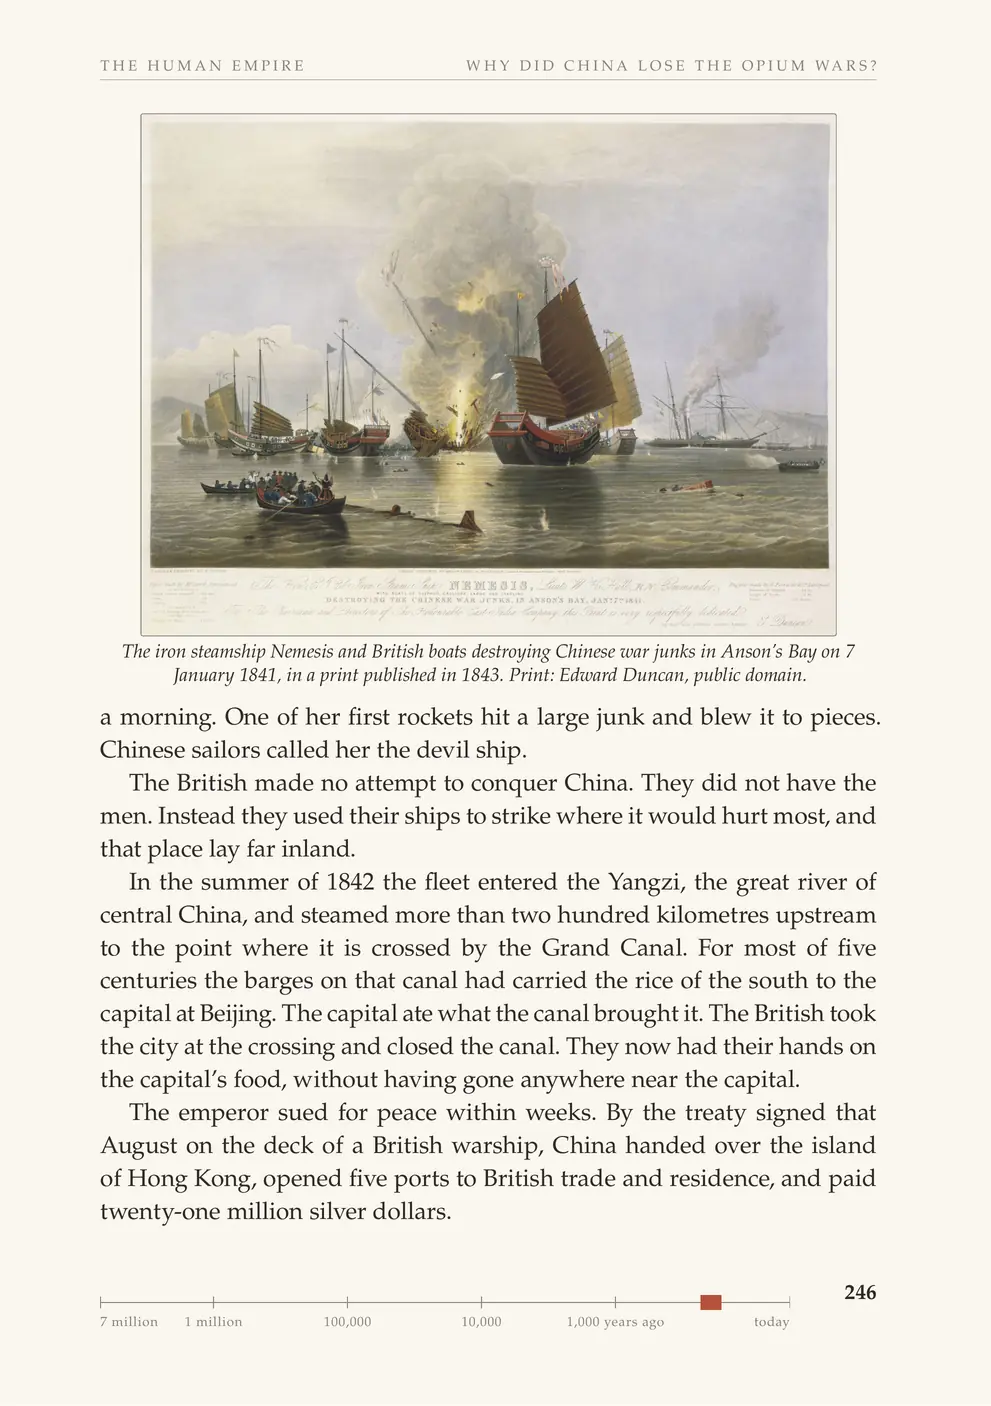 THE HUMAN EMPIRE
WHY DID CHINA LOSE THE OPIUM WARS?
NEMESIS,
DESTROYING THE CHINESE WAR JUNKS, IN ANSON'S BAY, JANY 7TH 1841.
The iron steamship Nemesis and British boats destroying Chinese war junks in Anson's Bay on 7
January 1841, in a print published in 1843. Print: Edward Duncan, public domain.
a morning. One of her first rockets hit a large junk and blew it to pieces.
Chinese sailors called her the devil ship.
The British made no attempt to conquer China. They did not have the
men. Instead they used their ships to strike where it would hurt most, and
that place lay far inland.
In the summer of 1842 the fleet entered the Yangzi, the great river of
central China, and steamed more than two hundred kilometres upstream
to the point where it is crossed by the Grand Canal. For most of five
centuries the barges on that canal had carried the rice of the south to the
capital at Beijing. The capital ate what the canal brought it. The British took
the city at the crossing and closed the canal. They now had their hands on
the capital's food, without having gone anywhere near the capital.
The emperor sued for peace within weeks. By the treaty signed that
August on the deck of a British warship, China handed over the island
of Hong Kong, opened five ports to British trade and residence, and paid
twenty-one million silver dollars.
246
7 million 1 million 100,000 10,000 1,000 years ago today